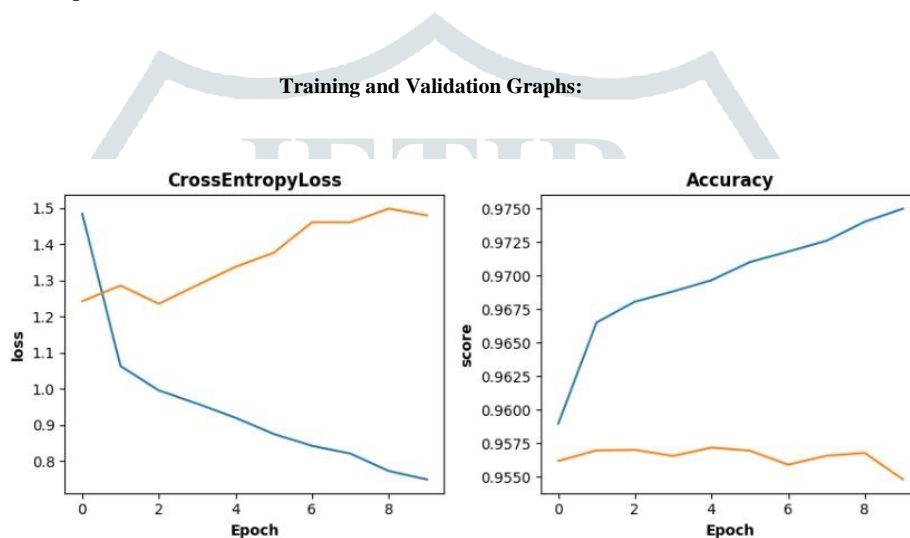 Training and Validation Graphs:
JETIR
CrossEntropyLoss
1.5
1.4
1.3
1.2
1.1
1.0
0.9
0.8
loss
0 2 4 6 8
Epoch
Accuracy
0.9750
0.9725
0.9700
0.9675
0.9650
0.9625
0.9600
0.9575
0.9550
score
0 2 4 6 8
Epoch